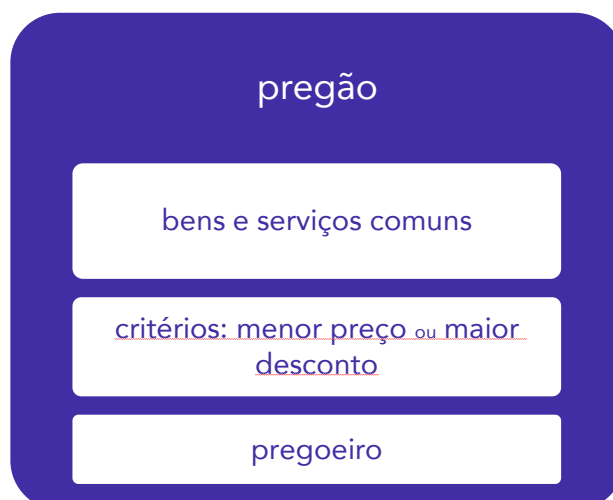 pregão
bens e serviços comuns
critérios: menor preço ou maior
desconto
pregoeiro